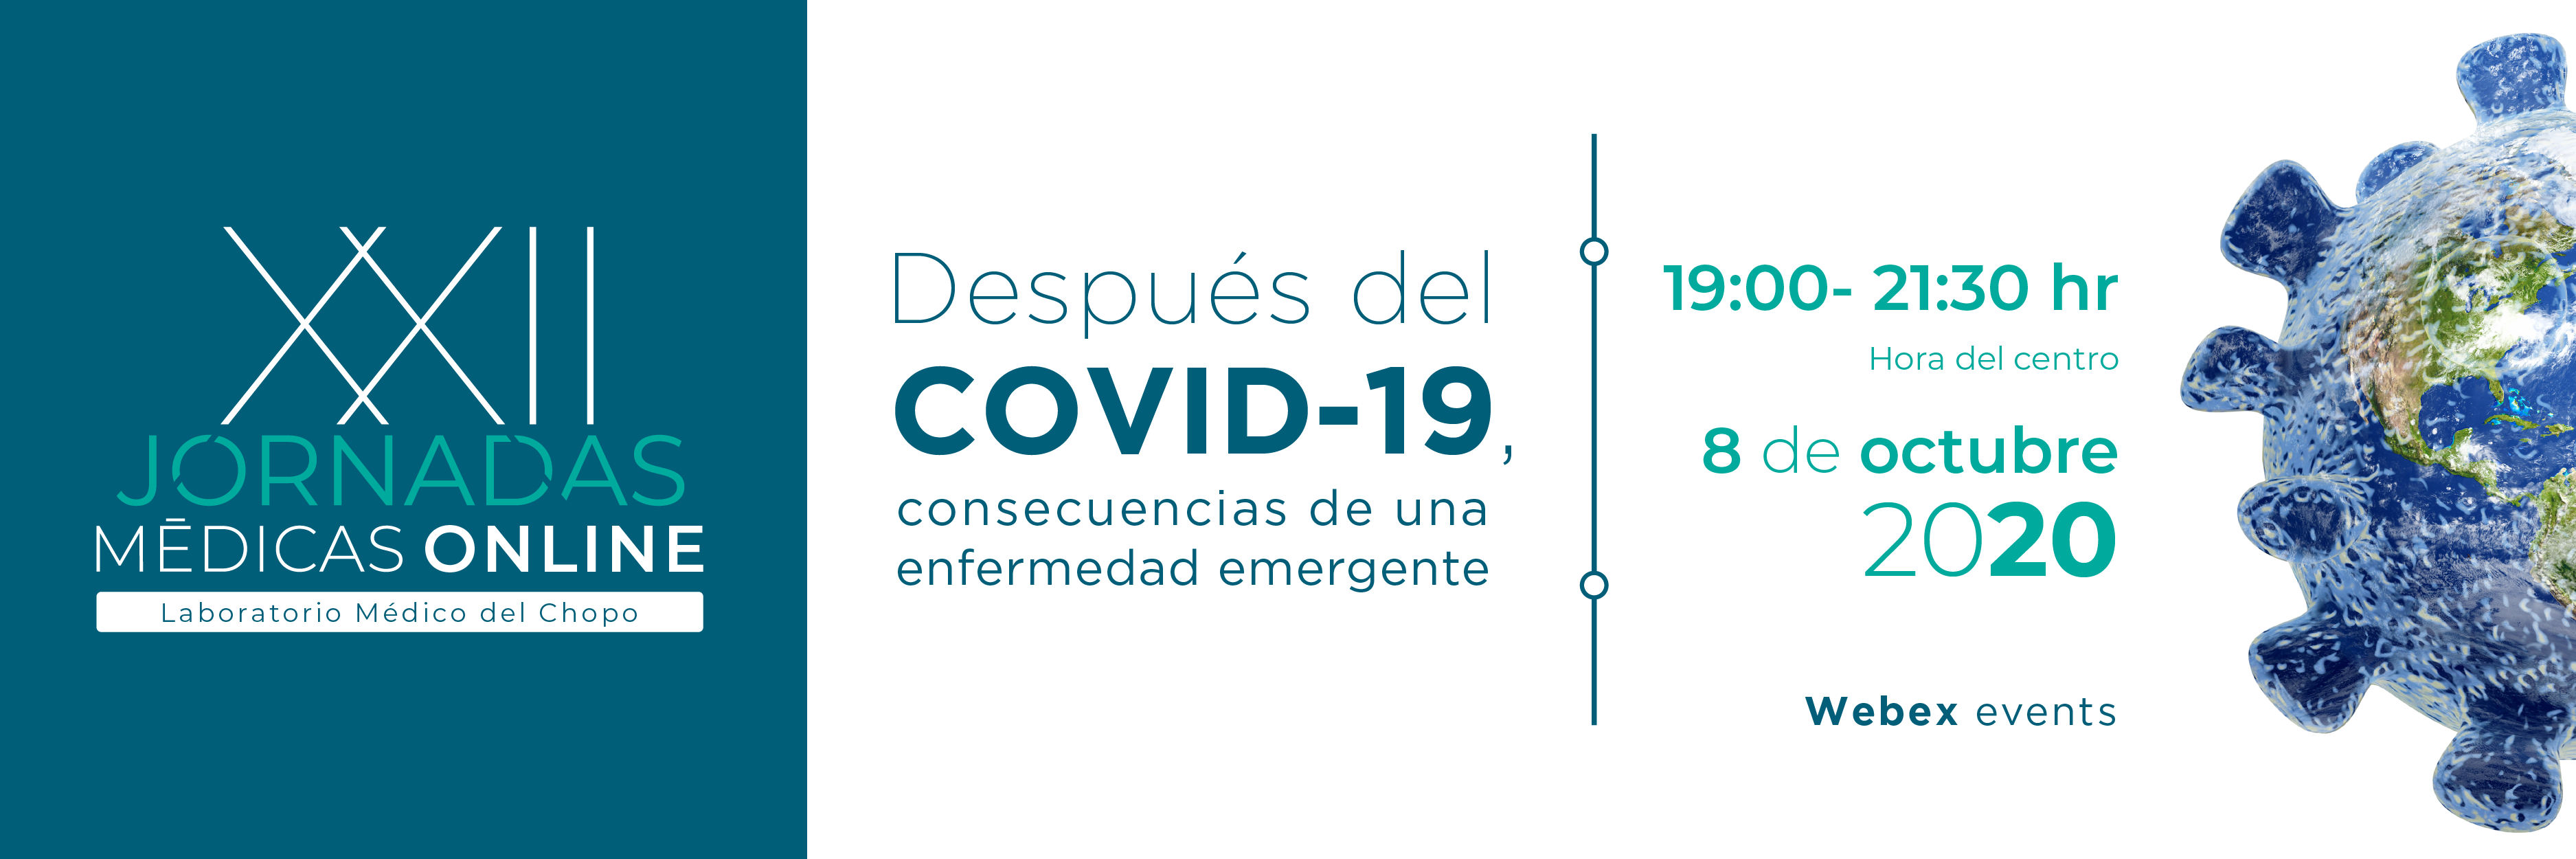 XXII
JORNADAS
MÉDICAS ONLINE
Laboratorio Médico del Chopo
Después del
COVID-19,
consecuencias de una
enfermedad emergente
19:00- 21:30 hr
Hora del centro
8 de octubre
2020
Webex events